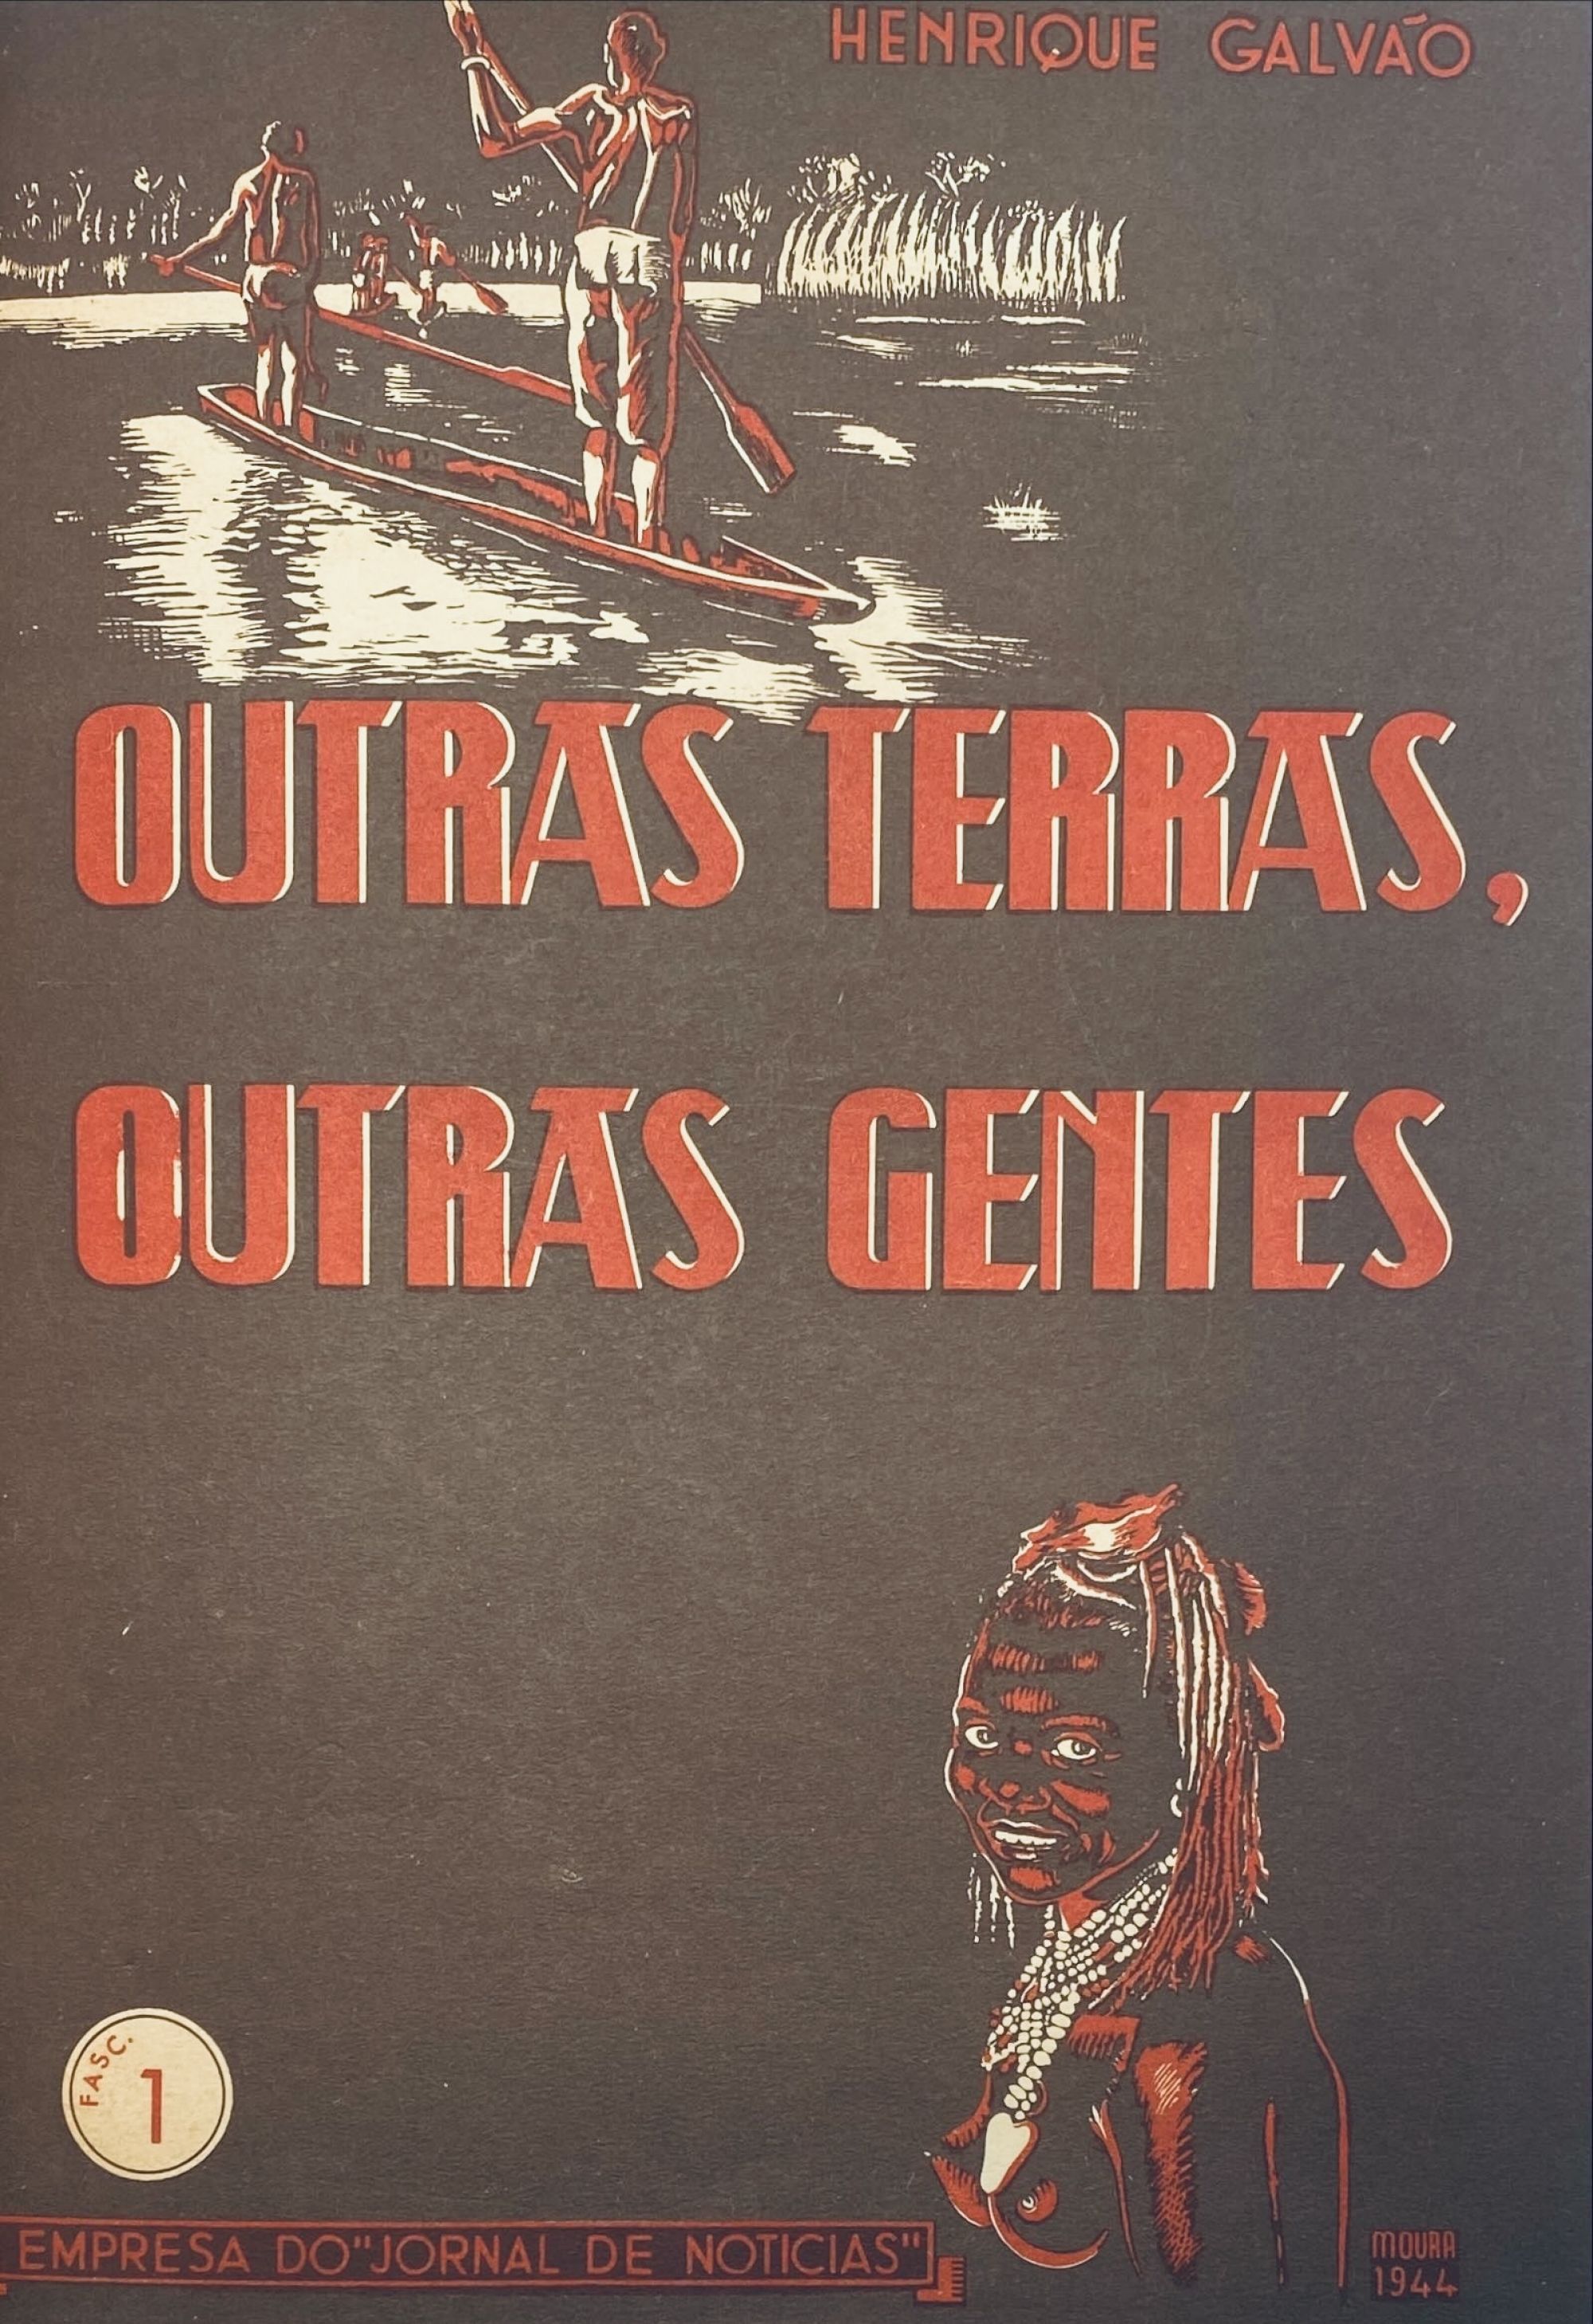 HENRIQUE GALVÃO
OUTRAS TERRAS,
OUTRAS GENTES
FASC.
1
EMPRESA DO "JORNAL DE NOTICIAS"
MOURA
1944